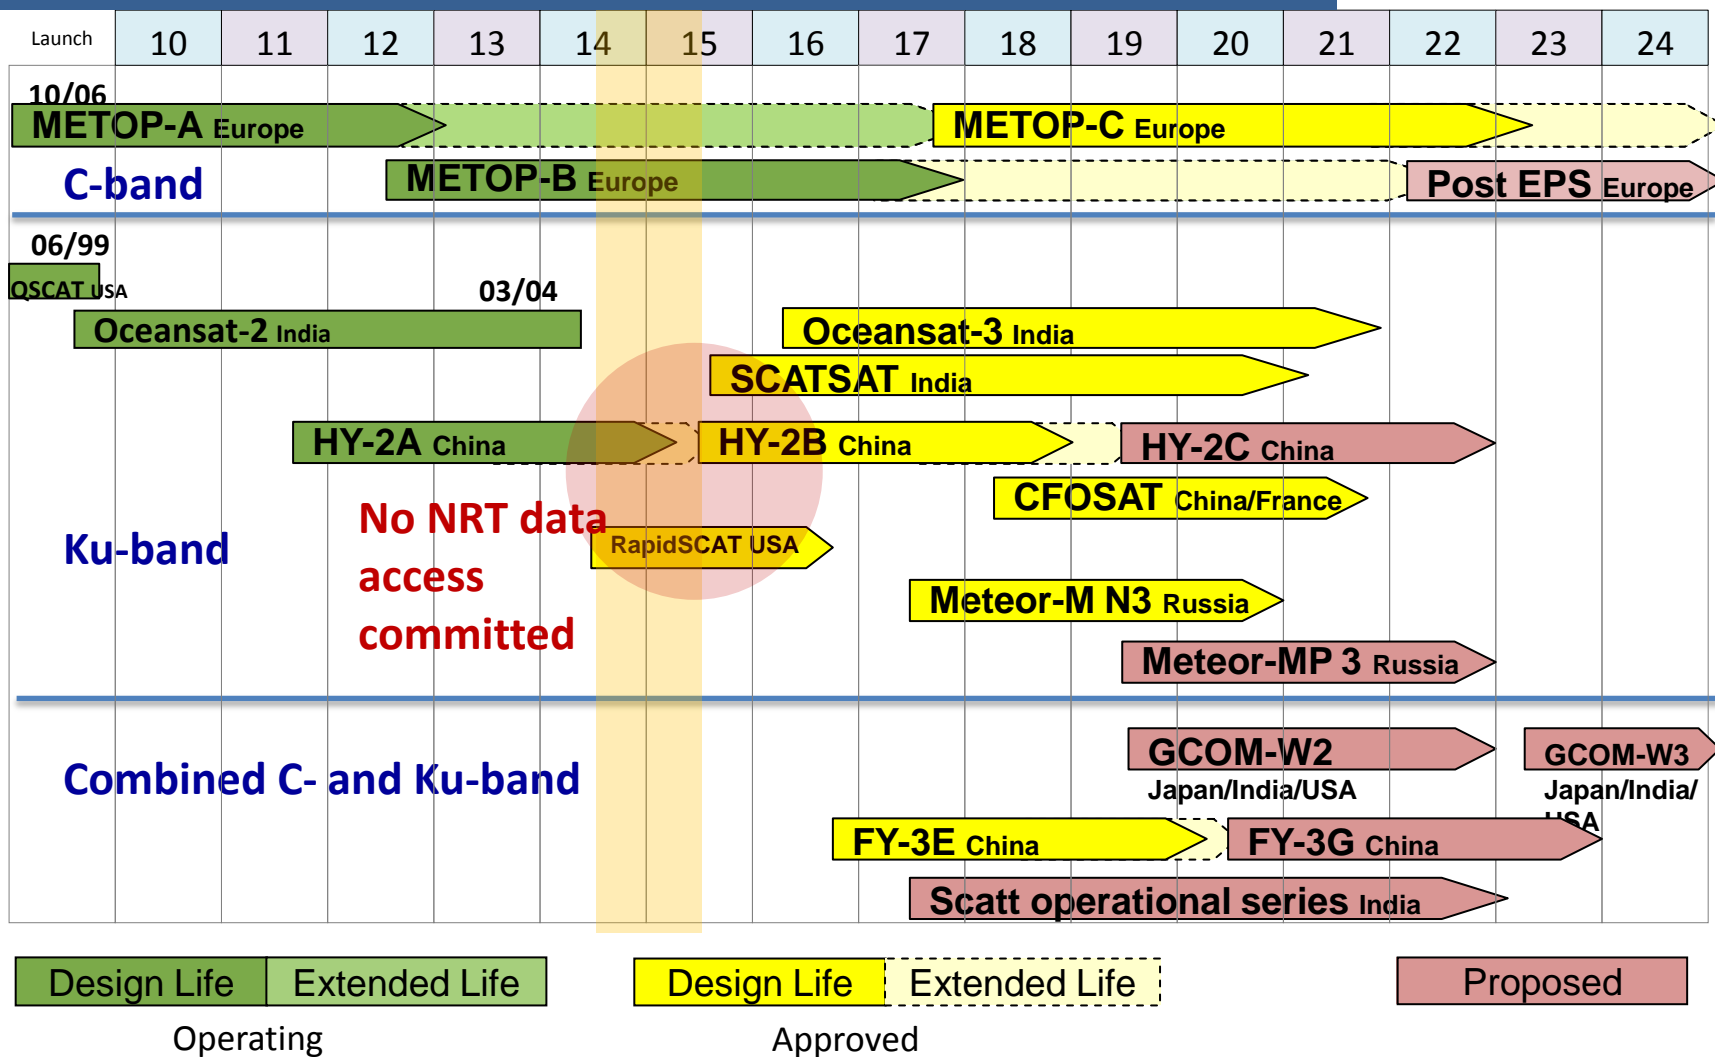 Launch 10 11 12 13 14 15 16 17 18 19 20 21 22 23 24
10/06
METOP-A Europe
METOP-C Europe
C-band
METOP-B Europe
Post EPS Europe
06/99
QSCAT USA
03/04
Oceansat-2 India
Oceansat-3 India
SCATSAT India
HY-2A China
HY-2B China
HY-2C China
CFOSAT China/France
No NRT data
access
committed
Ku-band
RapidSCAT USA
Meteor-M N3 Russia
Meteor-MP 3 Russia
Combined C- and Ku-band
GCOM-W2
Japan/India/USA
GCOM-W3
Japan/India/
USA
FY-3E China
FY-3G China
Scatt operational series India
Design Life
Extended Life
Design Life
Extended Life
Proposed
Operating
Approved